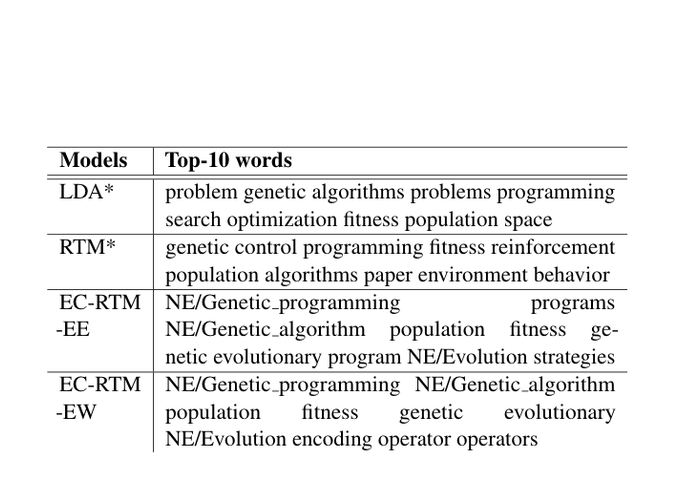 Models Top-10 words
LDA* problem genetic algorithms problems programming
search optimization fitness population space
RTM* genetic control programming fitness reinforcement
population algorithms paper environment behavior
EC-RTM NE/Genetic_programming programs
-EE NE/Genetic_algorithm population fitness ge-
netic evolutionary program NE/Evolution strategies
EC-RTM NE/Genetic_programming NE/Genetic_algorithm
-EW population fitness genetic evolutionary
NE/Evolution encoding operator operators